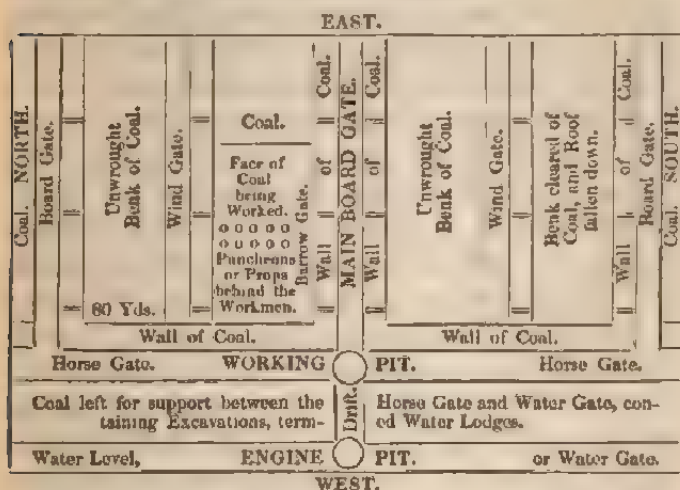 EAST.
Coal. NORTH.
Board Gate.
Unwrought
Benk of Coal.
80 Yds.
Wind Gate.
Coal.
Face of
Coal
being
Worked.
o o o o o
o o o o o
Puncheons
or Props
behind the
Workmen.
Barrow Gate.
Wall of Coal.
MAIN BOARD GATE.
Wall of Coal.
Unwrought
Benk of Coal.
Wind Gate.
Benk cleared of
Coal, and Roof
fallen down.
Wall of Coal.
Board Gate.
Coal. SOUTH.
Wall of Coal. Wall of Coal.
Horse Gate. WORKING PIT. Horse Gate.
Drift.
Coal left for support between the Horse Gate and Water Gate, con-
taining Excavations, term- ed Water Lodges.
Water Level, ENGINE PIT. or Water Gate.
WEST.